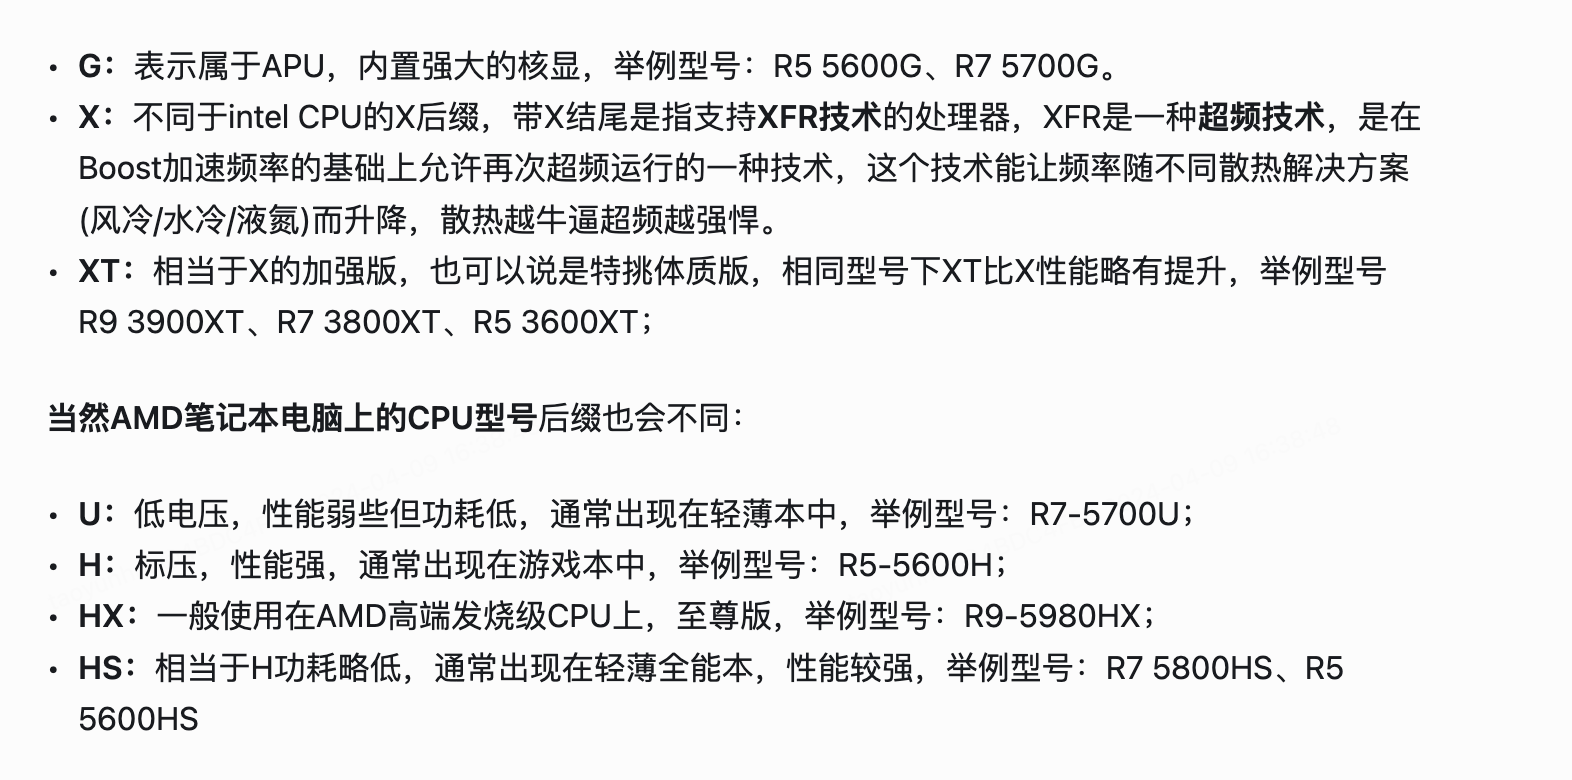 • G：表示属于APU，内置强大的核显，举例型号：R5 5600G、R7 5700G。
• X：不同于intel CPU的X后缀，带X结尾是指支持XFR技术的处理器，XFR是一种超频技术，是在
Boost加速频率的基础上允许再次超频运行的一种技术，这个技术能让频率随不同散热解决方案
(风冷/水冷/液氮)而升降，散热越牛逼超频越强悍。
• XT：相当于X的加强版，也可以说是特挑体质版，相同型号下XT比X性能略有提升，举例型号
R9 3900XT、R7 3800XT、R5 3600XT；
当然AMD笔记本电脑上的CPU型号后缀也会不同：
• U：低电压，性能弱些但功耗低，通常出现在轻薄本中，举例型号：R7-5700U；
• H：标压，性能强，通常出现在游戏本中，举例型号：R5-5600H；
• HX：一般使用在AMD高端发烧级CPU上，至尊版，举例型号：R9-5980HX；
• HS：相当于H功耗略低，通常出现在轻薄全能本，性能较强，举例型号：R7 5800HS、R5
5600HS